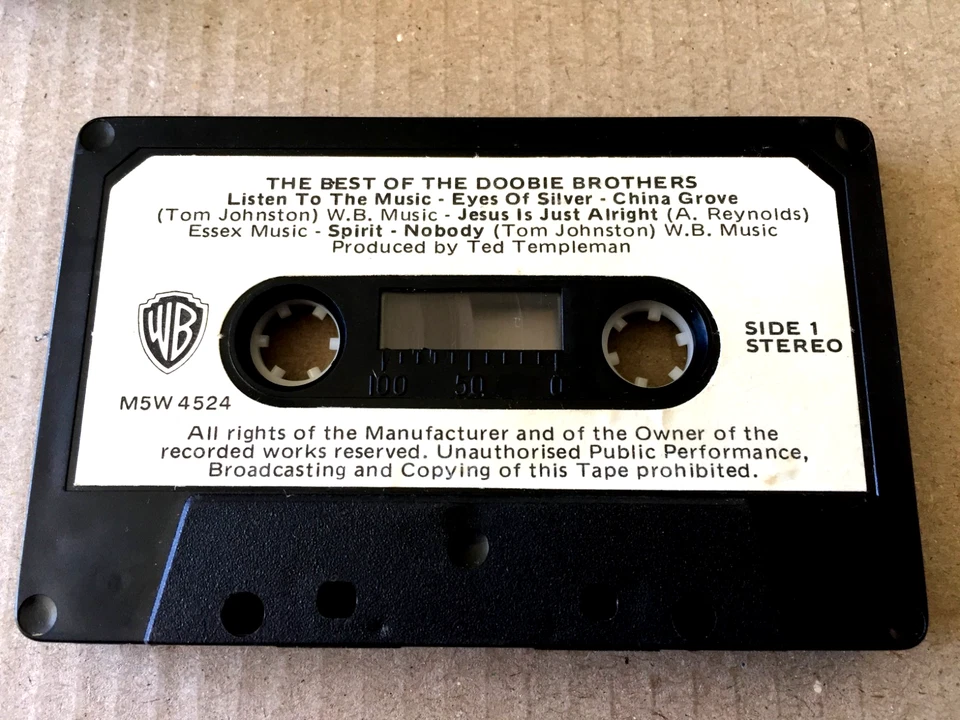 THE BEST OF THE DOOBIE BROTHERS
Listen To The Music - Eyes Of Silver - China Grove
(Tom Johnston) W.B. Music - Jesus Is Just Alright (A. Reynolds)
Essex Music - Spirit - Nobody (Tom Johnston) W.B. Music
Produced by Ted Templeman
WB
SIDE 1
STEREO
100 50 0
M5W 4524
All rights of the Manufacturer and of the Owner of the
recorded works reserved. Unauthorised Public Performance,
Broadcasting and Copying of this Tape prohibited.